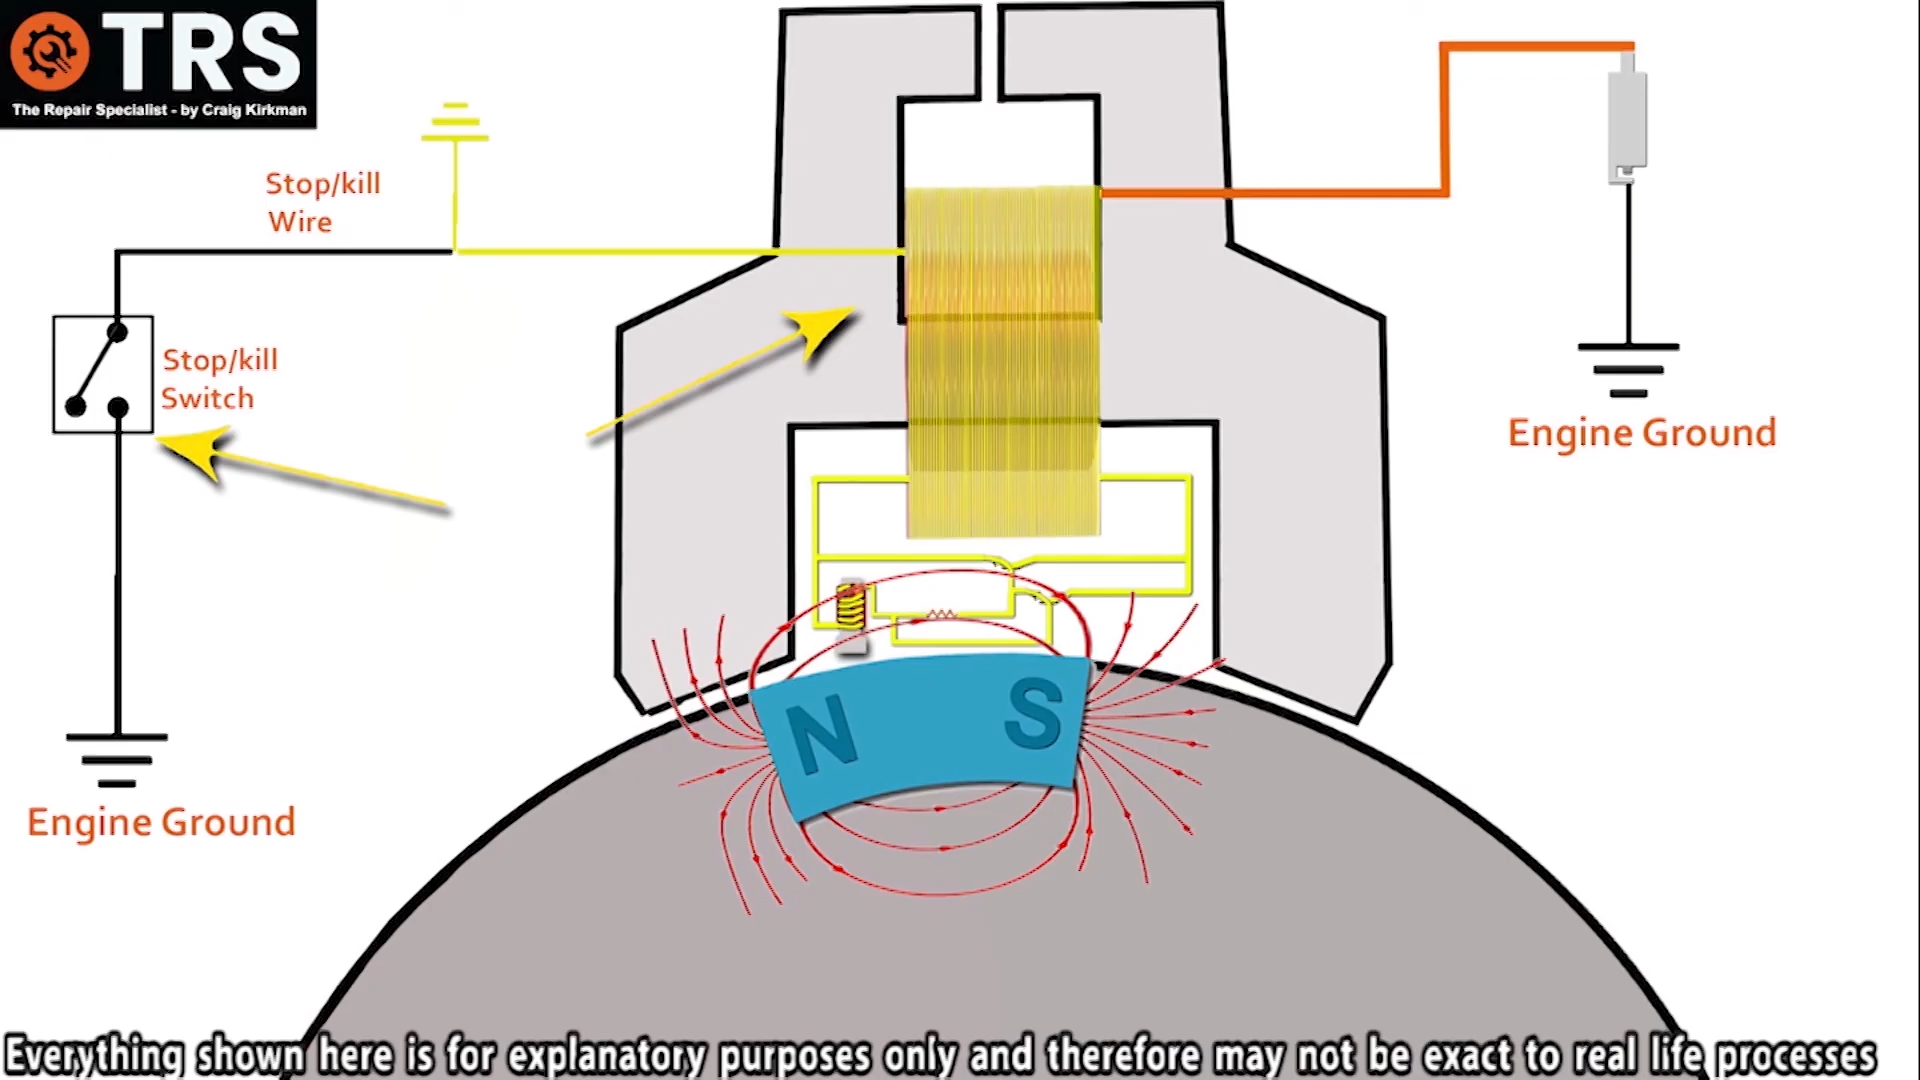 TRS
The Repair Specialist - by Craig Kirkman
Stop/kill
Wire
Stop/kill
Switch
Engine Ground
Engine Ground
N S
Everything shown here is for explanatory purposes only and therefore may not be exact to real life processes